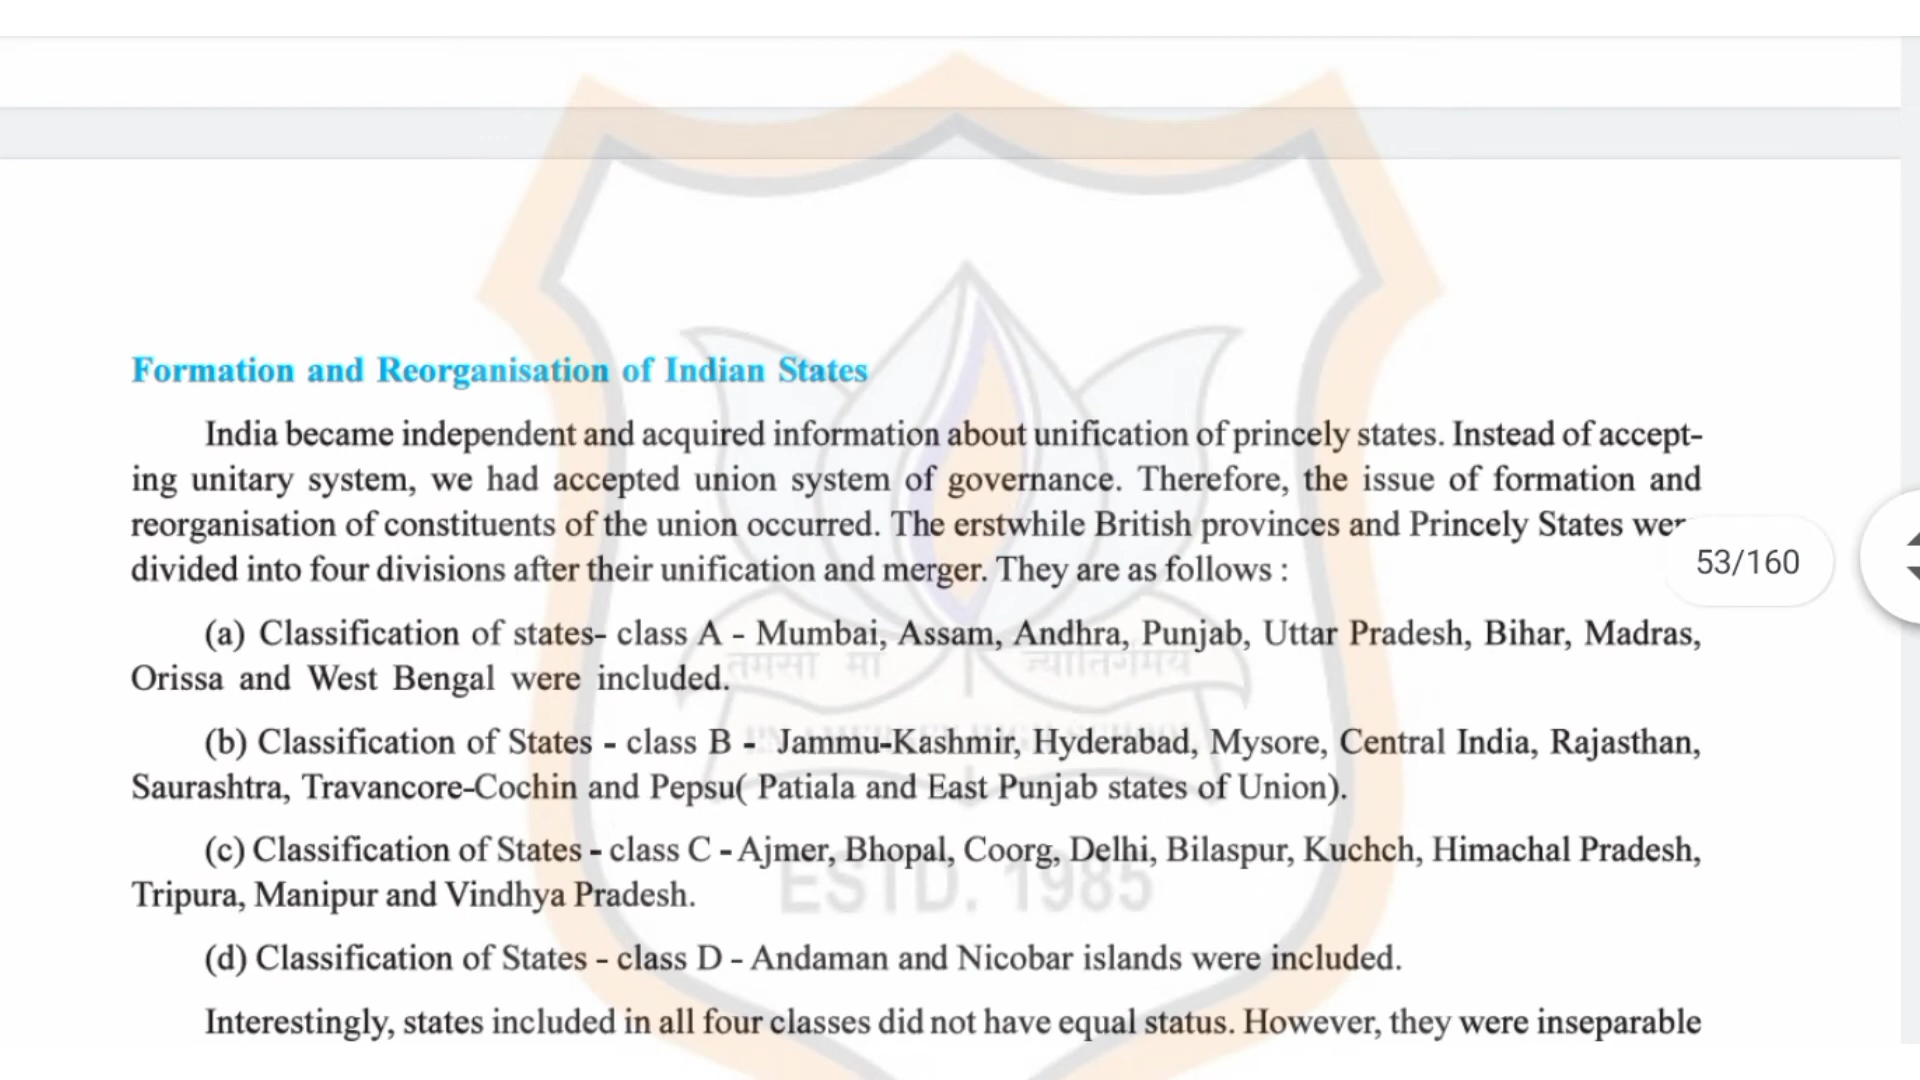 Formation and Reorganisation of Indian States
India became independent and acquired information about unification of princely states. Instead of accept-
ing unitary system, we had accepted union system of governance. Therefore, the issue of formation and
reorganisation of constituents of the union occurred. The erstwhile British provinces and Princely States wer
53/160
divided into four divisions after their unification and merger. They are as follows :
(a) Classification of states- class A - Mumbai, Assam, Andhra, Punjab, Uttar Pradesh, Bihar, Madras,
तमसो मा ज्योतिर्गमय
Orissa and West Bengal were included.
(b) Classification of States - class B - Jammu-Kashmir, Hyderabad, Mysore, Central India, Rajasthan,
Saurashtra, Travancore-Cochin and Pepsu( Patiala and East Punjab states of Union).
(c) Classification of States - class C - Ajmer, Bhopal, Coorg, Delhi, Bilaspur, Kuchch, Himachal Pradesh,
ESTD. 1985
Tripura, Manipur and Vindhya Pradesh.
(d) Classification of States - class D - Andaman and Nicobar islands were included.
Interestingly, states included in all four classes did not have equal status. However, they were inseparable